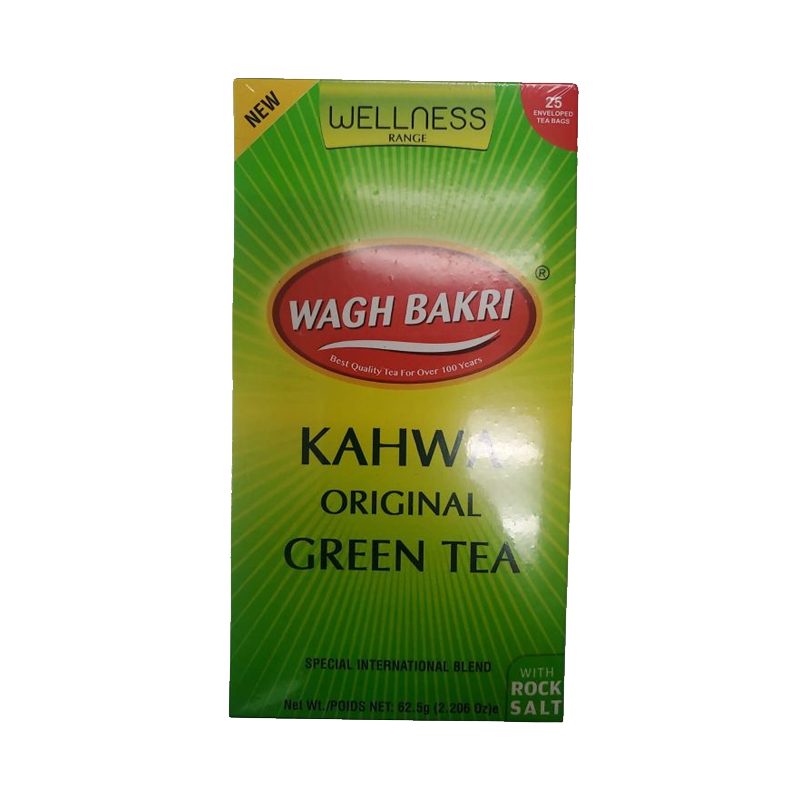 NEW
WELLNESS
RANGE
25
ENVELOPED
TEA BAGS
WAGH BAKRI
®
Best Quality Tea For Over 100 Years
KAHWA
ORIGINAL
GREEN TEA
SPECIAL INTERNATIONAL BLEND
Net Wt./POIDS NET: 62.5g (2.206 Oz)e
WITH
ROCK
SALT